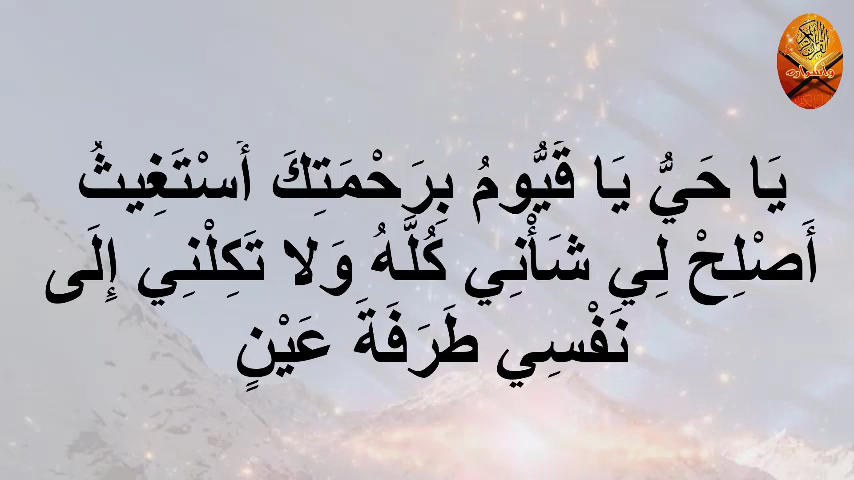 يَا حَيُّ يَا قَيُّومُ بِرَحْمَتِكَ أَسْتَغِيثُ
أَصْلِحْ لِي شَأْنِي كُلَّهُ وَلا تَكِلْنِي إِلَى
نَفْسِي طَرَفَةَ عَيْنٍ